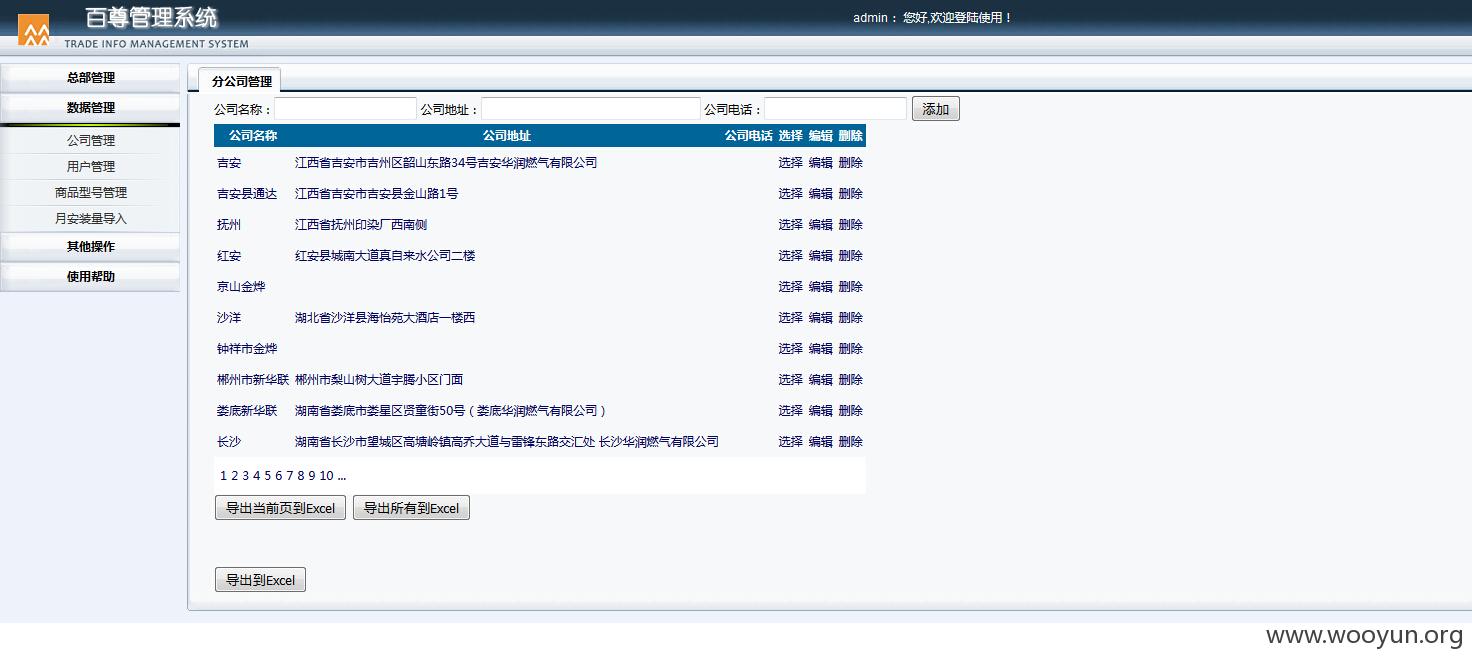 百尊管理系统
TRADE INFO MANAGEMENT SYSTEM
admin： 您好,欢迎登陆使用！
总部管理
数据管理
公司管理
用户管理
商品型号管理
月安装量导入
其他操作
使用帮助
分公司管理
公司名称： 公司地址： 公司电话： 添加
公司名称 公司地址 公司电话 选择 编辑 删除
吉安 江西省吉安市吉州区韶山东路34号吉安华润燃气有限公司 选择 编辑 删除
吉安县通达 江西省吉安市吉安县金山路1号 选择 编辑 删除
抚州 江西省抚州印染厂西南侧 选择 编辑 删除
红安 红安县城南大道真自来水公司二楼 选择 编辑 删除
京山金烨 选择 编辑 删除
沙洋 湖北省沙洋县海怡苑大酒店一楼西 选择 编辑 删除
钟祥市金烨 选择 编辑 删除
郴州市新华联 郴州市梨山树大道宇腾小区门面 选择 编辑 删除
娄底新华联 湖南省娄底市娄星区贤童街50号（娄底华润燃气有限公司） 选择 编辑 删除
长沙 湖南省长沙市望城区高塘岭镇高乔大道与雷锋东路交汇处 长沙华润燃气有限公司 选择 编辑 删除
1 2 3 4 5 6 7 8 9 10 ...
导出当前页到Excel 导出所有到Excel
导出到Excel
www.wooyun.org